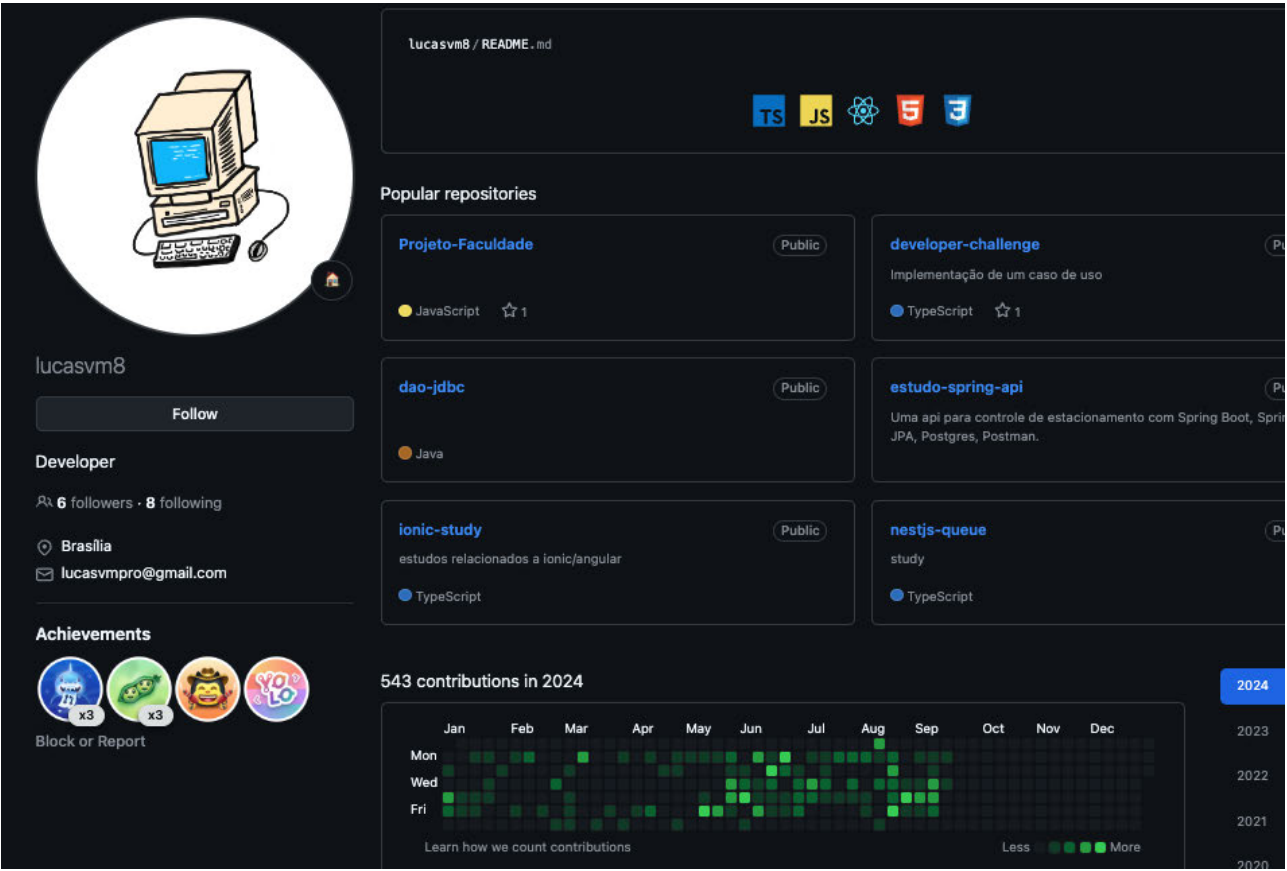 lucasvm8/README.md
TS JS 5 3
Popular repositories
Projeto-Faculdade Public
JavaScript 1
developer-challenge
Implementação de um caso de uso
TypeScript 1
dao-jdbc Public
Java
estudo-spring-api
Uma api para controle de estacionamento com Spring Boot,
JPA, Postgres, Postman.
ionic-study Public
estudos relacionados a ionic/angular
TypeScript
nestjs-queue
study
TypeScript
lucasvm8
Follow
Developer
6 followers · 8 following
Brasília
lucasvmpro@gmail.com
Achievements
x3 x3 YOLO
Block or Report
543 contributions in 2024
Jan Feb Mar Apr May Jun Jul Aug Sep Oct Nov Dec
Mon
Wed
Fri
Learn how we count contributions
Less More
2024
2023
2022
2021
2020